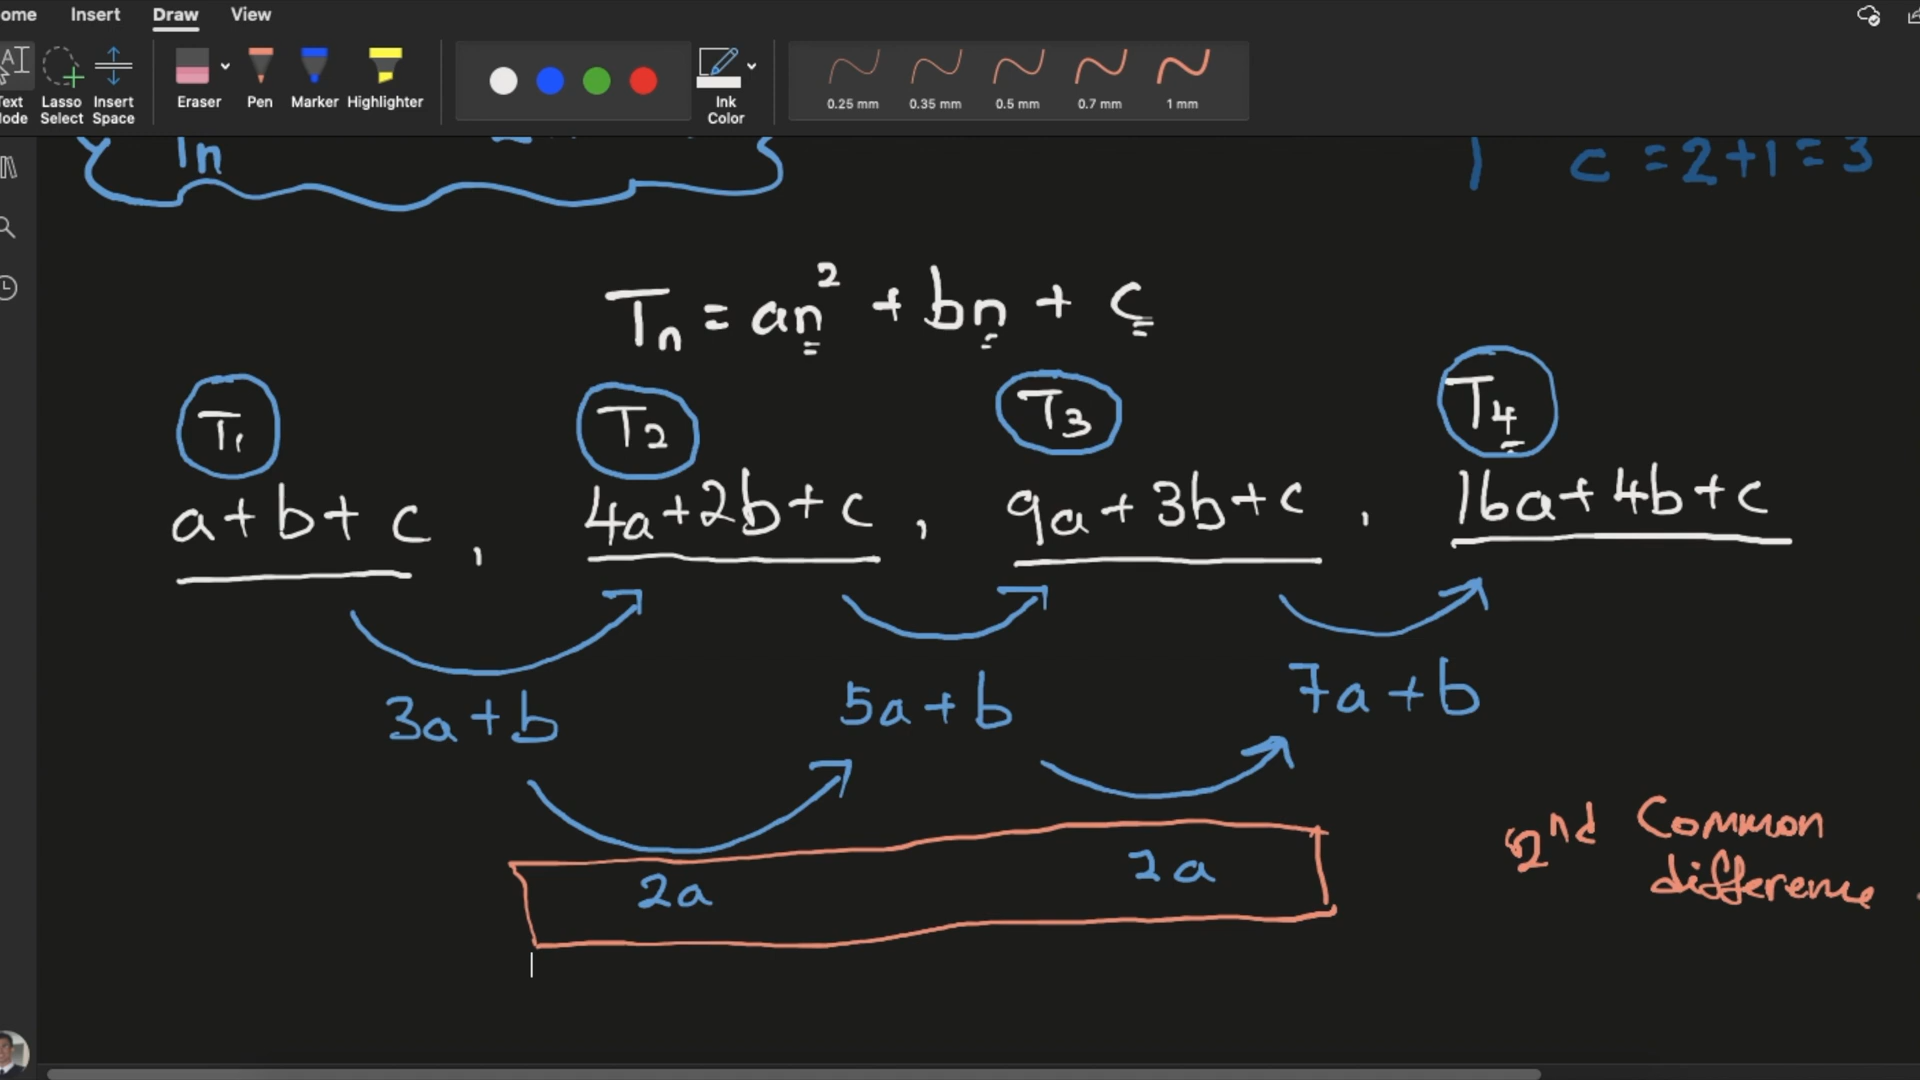 ome Insert Draw View
Text Mode
Lasso Select
Insert Space
Eraser
Pen
Marker
Highlighter
Ink Color
0.25 mm
0.35 mm
0.5 mm
0.7 mm
1 mm
Tn
c = 2+1 = 3
Tn = an² + bn + c
T1 T2 T3 T4
a+b+c , 4a+2b+c , 9a+3b+c , 16a+4b+c
3a+b 5a+b 7a+b
2a 2a
2nd Common
difference